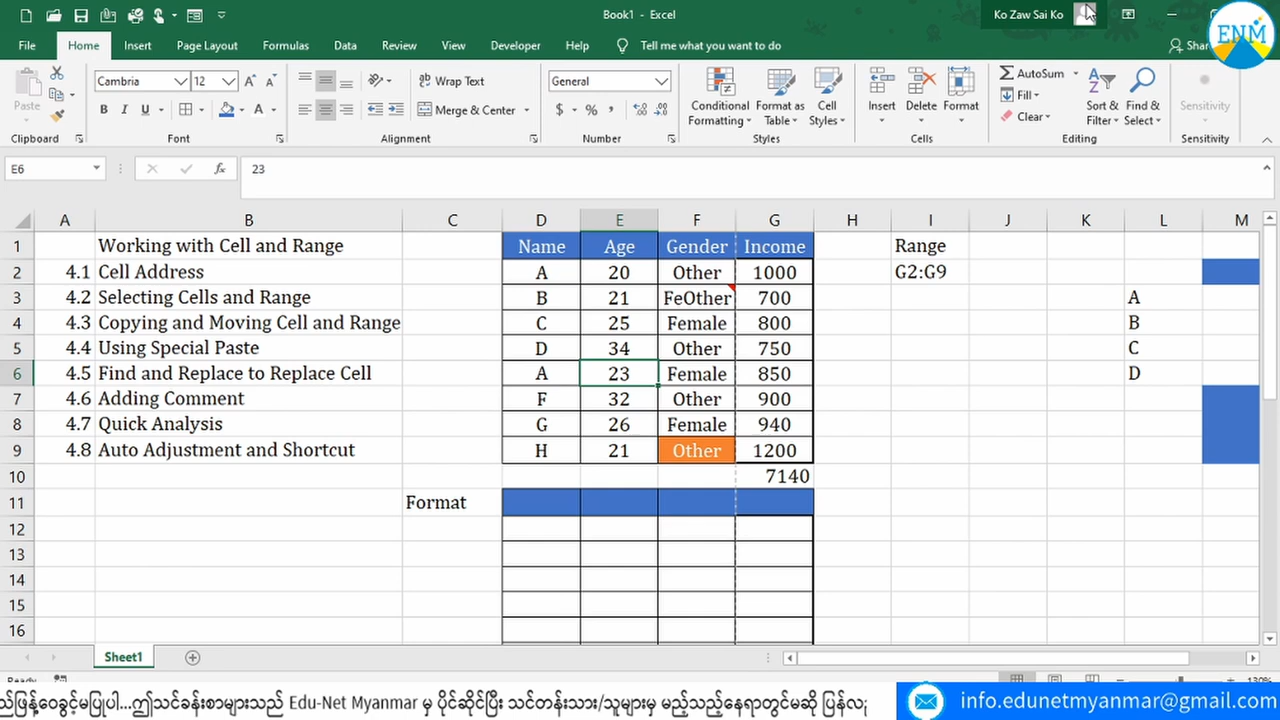 Book1 - Excel
Ko Zaw Sai Ko
ENM
File Home Insert Page Layout Formulas Data Review View Developer Help Tell me what you want to do
Cambria 12 Wrap Text General AutoSum
Paste Conditional Formatting Format as Table Cell Styles Insert Delete Format Fill Sort & Filter Find & Select Sensitivity
B I U A Merge & Center $ % , Clear
Clipboard Font Alignment Number Styles Cells Editing Sensitivity
E6 fx 23
A B C D E F G H I J K L M
1 Working with Cell and Range Name Age Gender Income Range
2 4.1 Cell Address A 20 Other 1000 G2:G9
3 4.2 Selecting Cells and Range B 21 FeOther 700 A
4 4.3 Copying and Moving Cell and Range C 25 Female 800 B
5 4.4 Using Special Paste D 34 Other 750 C
6 4.5 Find and Replace to Replace Cell A 23 Female 850 D
7 4.6 Adding Comment F 32 Other 900
8 4.7 Quick Analysis G 26 Female 940
9 4.8 Auto Adjustment and Shortcut H 21 Other 1200
10 7140
11 Format
12
13
14
15
16
Sheet1
130%
ည်ဖြန့်ဝေခွင့်မပြုပါ...ဤသင်ခန်းစာများသည် Edu-Net Myanmar မှ ပိုင်ဆိုင်ပြီး သင်တန်းသား/သူများမှ မည်သည့်နေရာတွင်မဆို ပြန်လ
info.edunetmyanmar@gmail.com